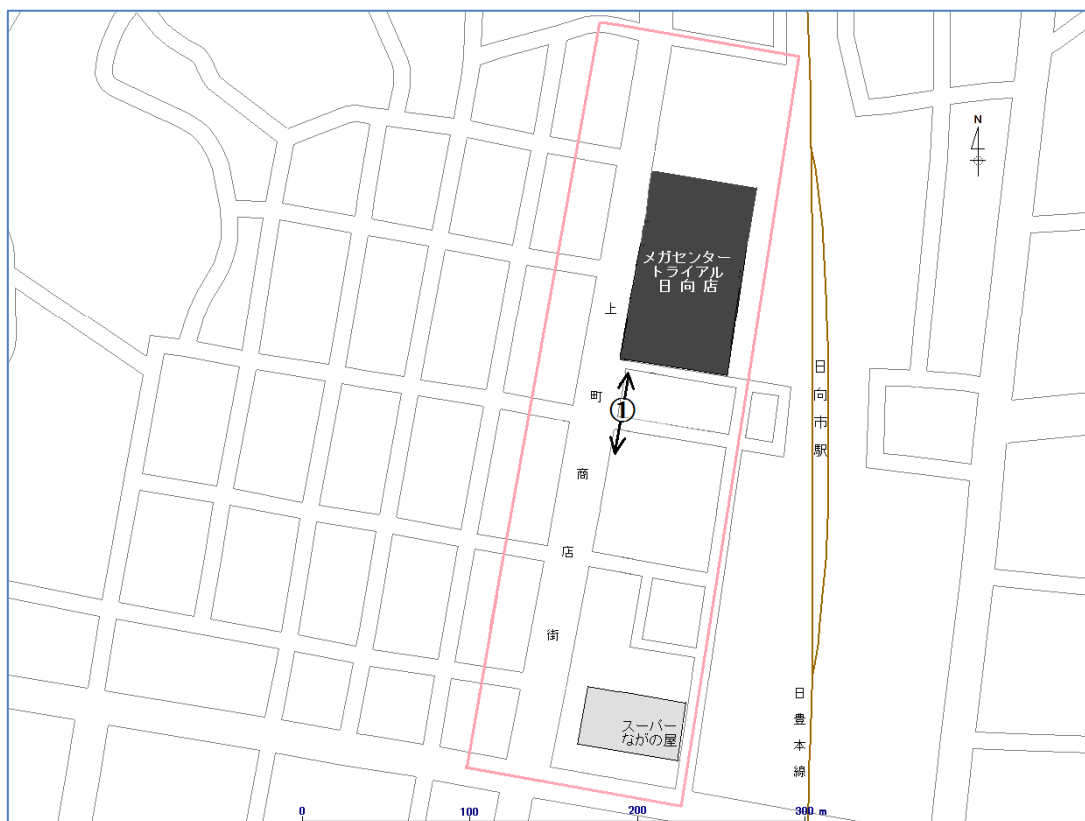 N
メガセンター
トライアル
日向店
上町商店街
①
日向市駅
スーパー
ながの屋
日豊本線
0 100 200 300 m